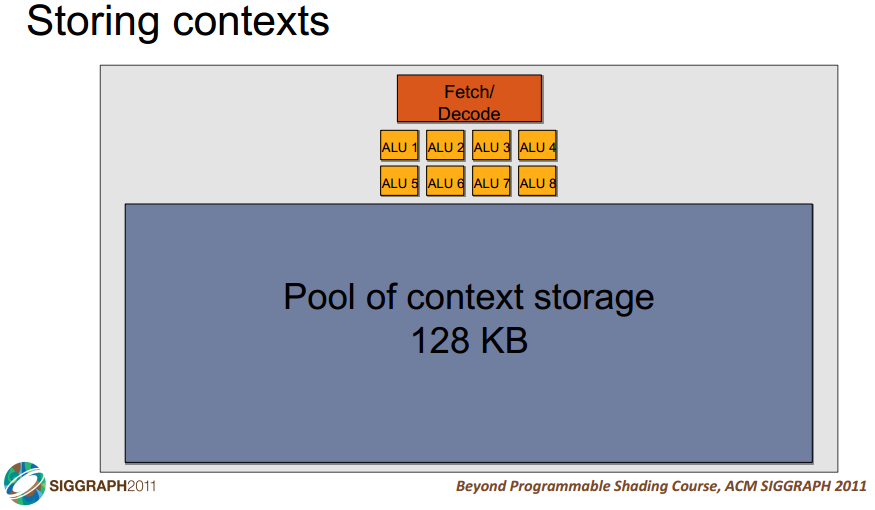 Storing contexts
Fetch/
Decode
ALU 1 ALU 2 ALU 3 ALU 4
ALU 5 ALU 6 ALU 7 ALU 8
Pool of context storage
128 KB
SIGGRAPH2011
Beyond Programmable Shading Course, ACM SIGGRAPH 2011